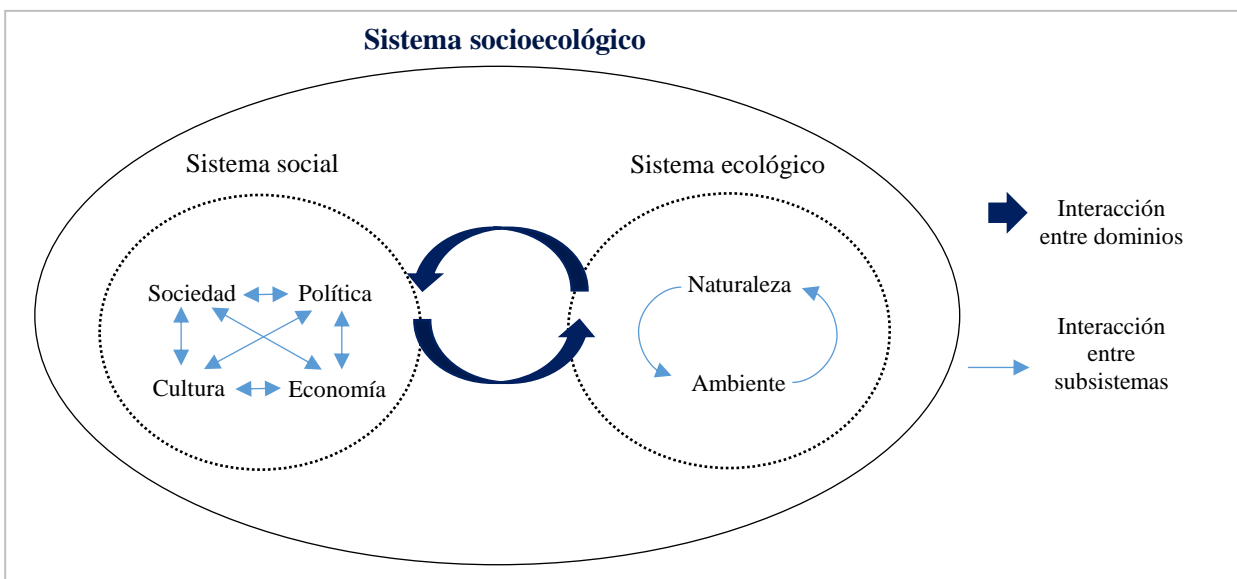 Sistema socioecológico
Sistema social
Sistema ecológico
Sociedad
Política
Cultura
Economía
Naturaleza
Ambiente
Interacción
entre dominios
Interacción
entre
subsistemas